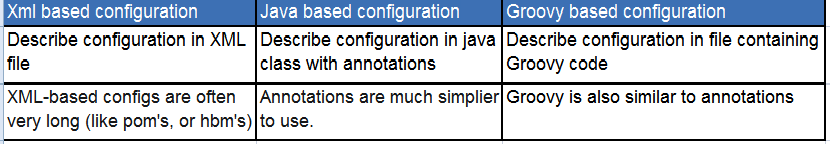 Xml based configuration
Java based configuration
Groovy based configuration
Describe configuration in XML
file
Describe configuration in java
class with annotations
Describe configuration in file containing
Groovy code
XML-based configs are often
very long (like pom's, or hbm's)
Annotations are much simplier
to use.
Groovy is also similar to annotations